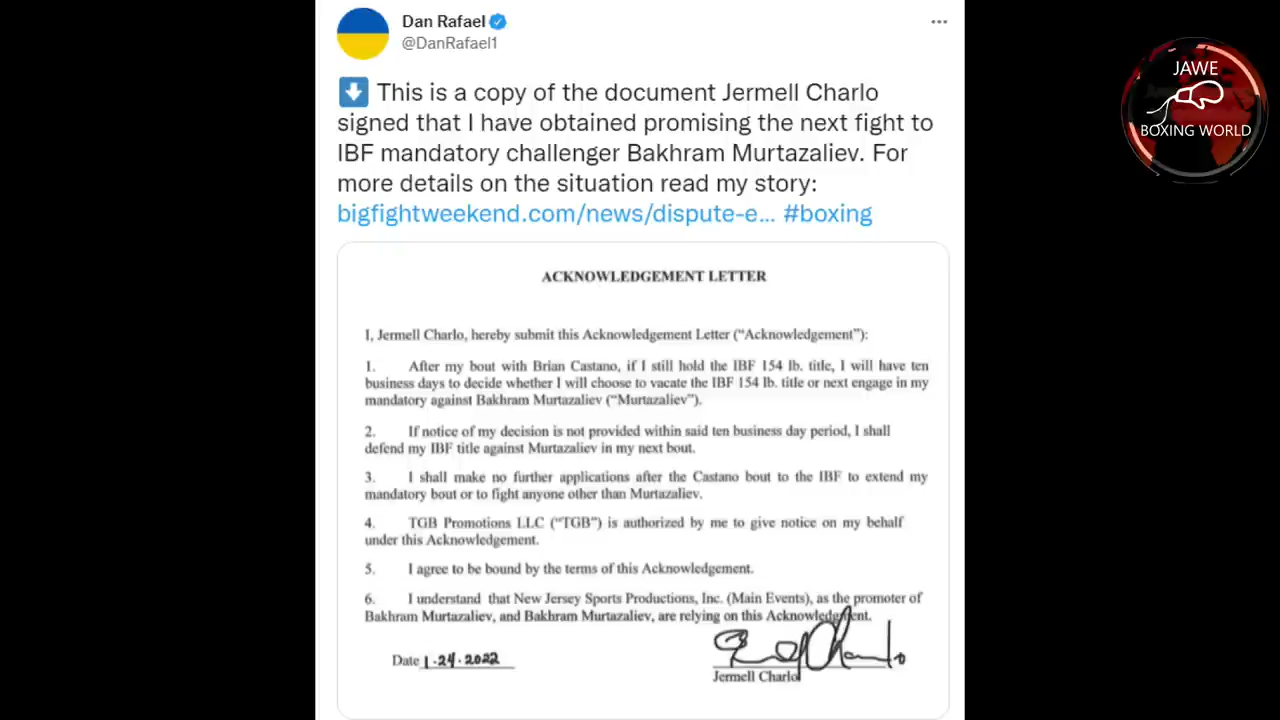 Dan Rafael
@DanRafael1
This is a copy of the document Jermell Charlo
signed that I have obtained promising the next fight to
IBF mandatory challenger Bakhram Murtazaliev. For
more details on the situation read my story:
bigfightweekend.com/news/dispute-e... #boxing
ACKNOWLEDGEMENT LETTER
I, Jermell Charlo, hereby submit this Acknowledgement Letter ("Acknowledgement"):
1. After my bout with Brian Castano, if I still hold the IBF 154 lb. title, I will have ten
business days to decide whether I will choose to vacate the IBF 154 lb. title or next engage in my
mandatory against Bakhram Murtazaliev ("Murtazaliev").
2. If notice of my decision is not provided within said ten business day period, I shall
defend my IBF title against Murtazaliev in my next bout.
3. I shall make no further applications after the Castano bout to the IBF to extend my
mandatory bout or to fight anyone other than Murtazaliev.
4. TGB Promotions LLC ("TGB") is authorized by me to give notice on my behalf
under this Acknowledgement.
5. I agree to be bound by the terms of this Acknowledgement.
6. I understand that New Jersey Sports Productions, Inc. (Main Events), as the promoter of
Bakhram Murtazaliev, and Bakhram Murtazaliev, are relying on this Acknowledgment.
Date 1-24-2022
Jermell Charlo
JAWE
BOXING WORLD